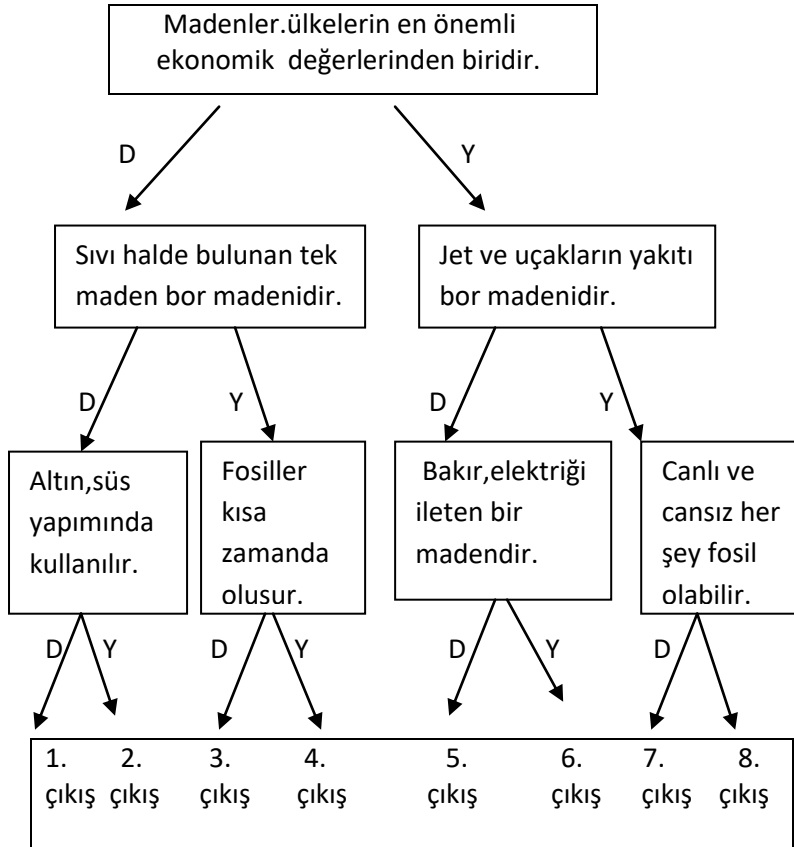 Madenler.ülkelerin en önemli
ekonomik değerlerinden biridir.
D
Y
Sıvı halde bulunan tek
maden bor madenidir.
Jet ve uçakların yakıtı
bor madenidir.
D
Y
D
Y
Altın,süs
yapımında
kullanılır.
Fosiller
kısa
zamanda
olusur.
Bakır,elektriği
ileten bir
madendir.
Canlı ve
cansız her
şey fosil
olabilir.
D
Y
D
Y
D
Y
D
1. 2. 3. 4. 5. 6. 7. 8.
çıkış çıkış çıkış çıkış çıkış çıkış çıkış çıkış